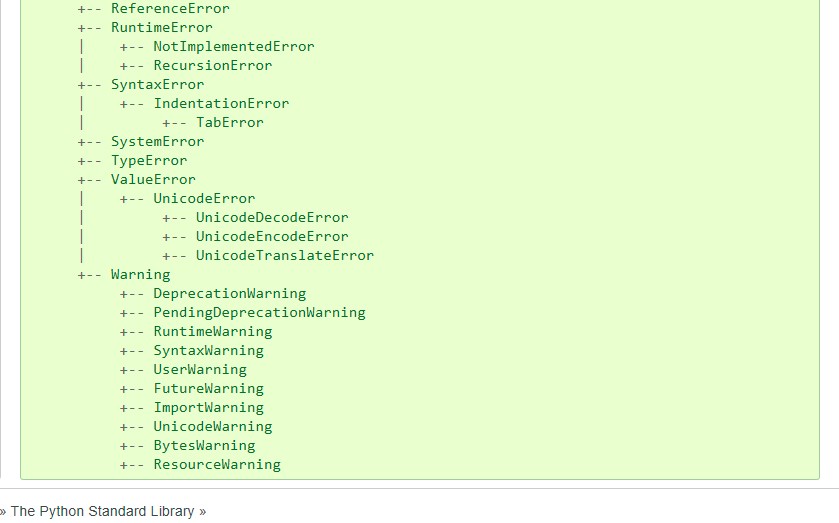 +-- ReferenceError
+-- RuntimeError
|    +-- NotImplementedError
|    +-- RecursionError
+-- SyntaxError
|    +-- IndentationError
|         +-- TabError
+-- SystemError
+-- TypeError
+-- ValueError
|    +-- UnicodeError
|         +-- UnicodeDecodeError
|         +-- UnicodeEncodeError
|         +-- UnicodeTranslateError
+-- Warning
     +-- DeprecationWarning
     +-- PendingDeprecationWarning
     +-- RuntimeWarning
     +-- SyntaxWarning
     +-- UserWarning
     +-- FutureWarning
     +-- ImportWarning
     +-- UnicodeWarning
     +-- BytesWarning
     +-- ResourceWarning
» The Python Standard Library »